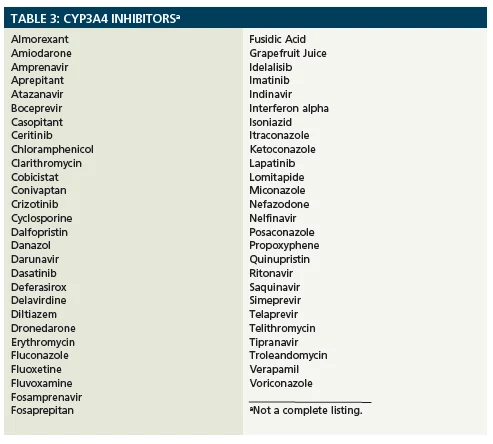 TABLE 3: CYP3A4 INHIBITORSª
Almorexant
Amiodarone
Amprenavir
Aprepitant
Atazanavir
Boceprevir
Casopitant
Ceritinib
Chloramphenicol
Clarithromycin
Cobicistat
Conivaptan
Crizotinib
Cyclosporine
Dalfopristin
Danazol
Darunavir
Dasatinib
Deferasirox
Delavirdine
Diltiazem
Dronedarone
Erythromycin
Fluconazole
Fluoxetine
Fluvoxamine
Fosamprenavir
Fosaprepitan
Fusidic Acid
Grapefruit Juice
Idelalisib
Imatinib
Indinavir
Interferon alpha
Isoniazid
Itraconazole
Ketoconazole
Lapatinib
Lomitapide
Miconazole
Nefazodone
Nelfinavir
Posaconazole
Propoxyphene
Quinupristin
Ritonavir
Saquinavir
Simeprevir
Telaprevir
Telithromycin
Tipranavir
Troleandomycin
Verapamil
Voriconazole
ªNot a complete listing.